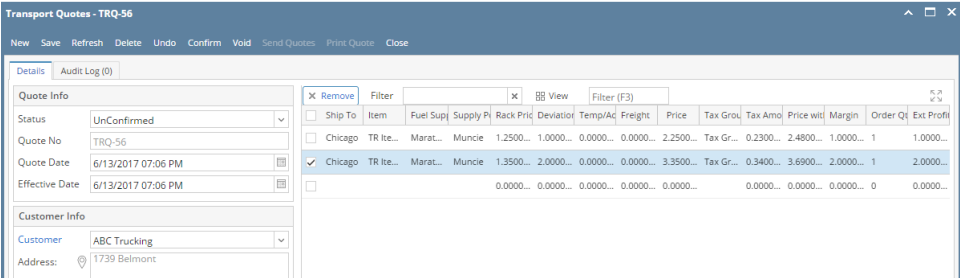 Transport Quotes - TRQ-56
New Save Refresh Delete Undo Confirm Void Send Quotes Print Quote Close
Details Audit Log (0)
Quote Info
Status UnConfirmed
Quote No TRQ-56
Quote Date 6/13/2017 07:06 PM
Effective Date 6/13/2017 07:06 PM
Customer Info
Customer ABC Trucking
Address: 1739 Belmont
Remove Filter View Filter (F3)
Ship To Item Fuel Supp Supply Po Rack Pric Deviation Temp/Ad Freight Price Tax Grou Tax Amo Price with Margin Order Qt Ext Profit
Chicago TR Ite... Marat... Muncie 1.2500... 1.0000... 0.0000... 0.0000... 2.2500... Tax Gr... 0.2300... 2.4800... 1.0000... 1 1.0000...
Chicago TR Ite... Marat... Muncie 1.3500... 2.0000... 0.0000... 0.0000... 3.3500... Tax Gr... 0.3400... 3.6900... 2.0000... 1 2.0000...
0.0000... 0.0000... 0.0000... 0.0000... 0.0000... 0.0000... 0.0000... 0.0000... 0 0.0000...